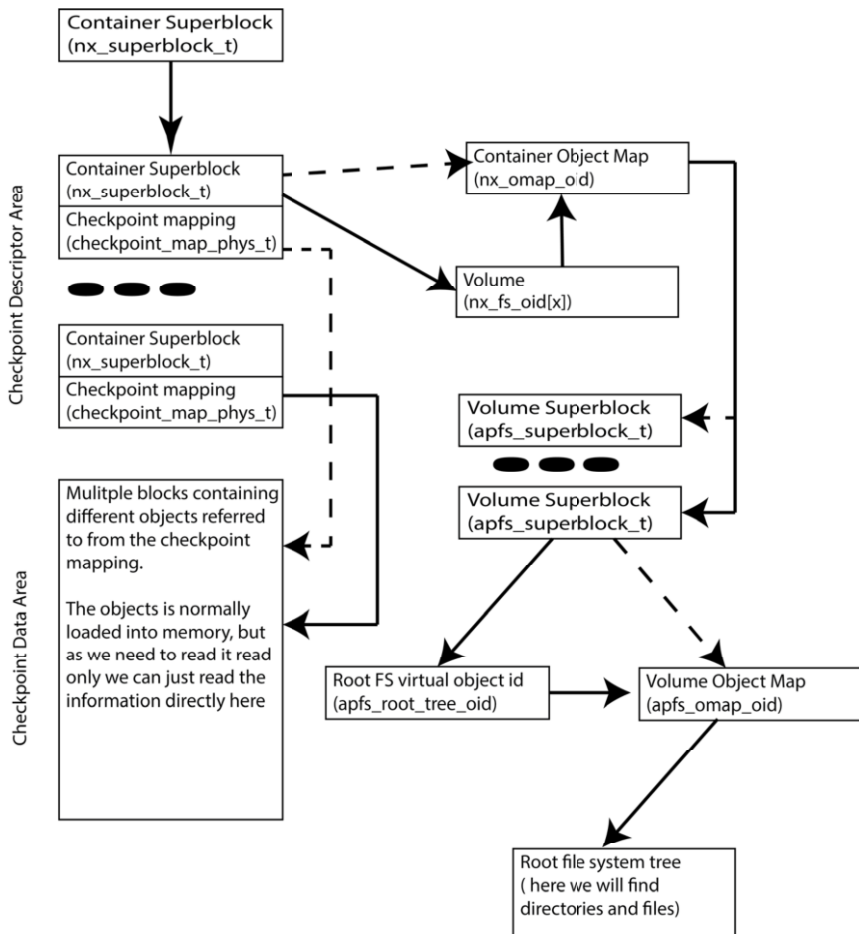 Container Superblock
(nx_superblock_t)
Checkpoint Descriptor Area
Container Superblock
(nx_superblock_t)
Checkpoint mapping
(checkpoint_map_phys_t)
Container Superblock
(nx_superblock_t)
Checkpoint mapping
(checkpoint_map_phys_t)
Container Object Map
(nx_omap_oid)
Volume
(nx_fs_oid[x])
Volume Superblock
(apfs_superblock_t)
Volume Superblock
(apfs_superblock_t)
Checkpoint Data Area
Mulitple blocks containing
different objects referred
to from the checkpoint
mapping.
The objects is normally
loaded into memory, but
as we need to read it read
only we can just read the
information directly here
Root FS virtual object id
(apfs_root_tree_oid)
Volume Object Map
(apfs_omap_oid)
Root file system tree
( here we will find
directories and files)